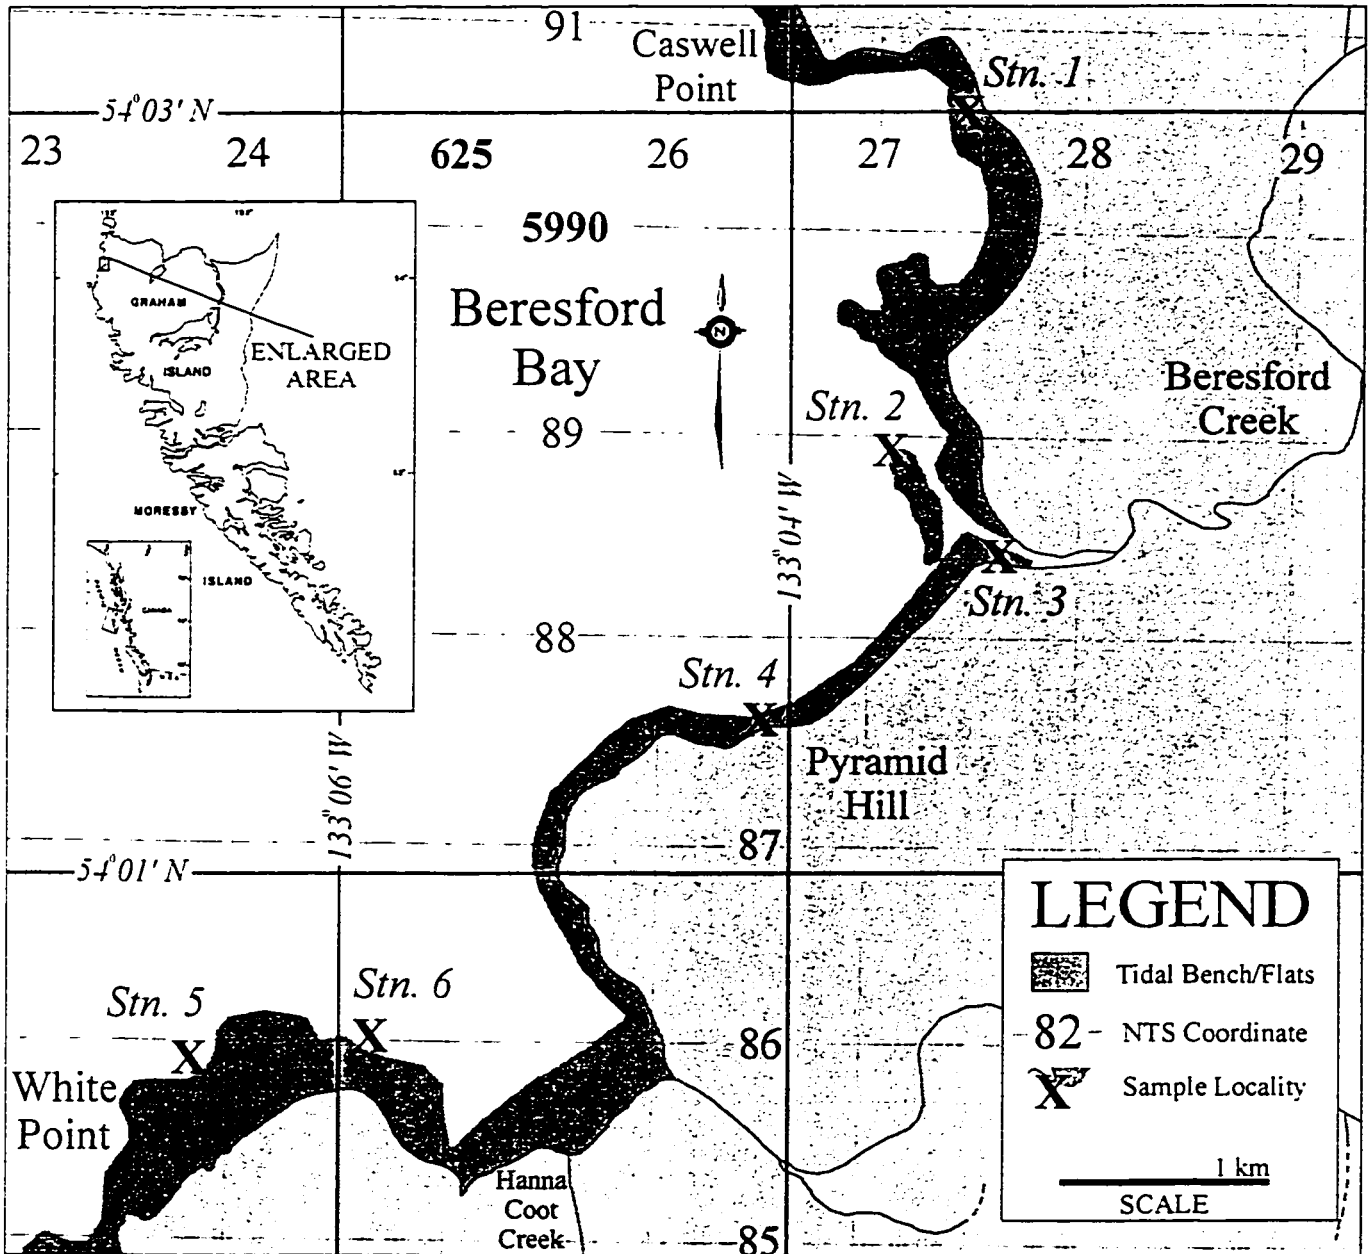 91
Caswell
Point
Stn. 1
54°03' N
23
24
625
26
27
28
29
5990
Beresford
Bay
N
GRAHAM
ISLAND
ENLARGED
AREA
MORESBY
ISLAND
CANADA
Beresford
Creek
Stn. 2
89
133°04' W
Stn. 3
88
Stn. 4
Pyramid
Hill
133°06' W
87
54°01' N
Stn. 5
Stn. 6
86
White
Point
Hanna
Coot
Creek
85
LEGEND
Tidal Bench/Flats
82 NTS Coordinate
X Sample Locality
1 km
SCALE